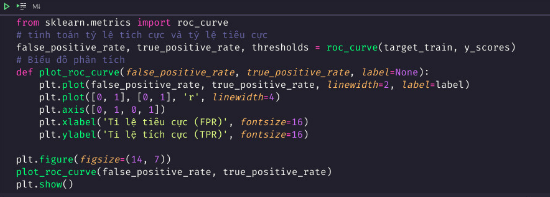 Mã
from sklearn.metrics import roc_curve
# tính toán tỷ lệ tích cực và tỷ lệ tiêu cực
false_positive_rate, true_positive_rate, thresholds = roc_curve(target_train, y_scores)
# Biểu đồ phân tích
def plot_roc_curve(false_positive_rate, true_positive_rate, label=None):
    plt.plot(false_positive_rate, true_positive_rate, linewidth=2, label=label)
    plt.plot([0, 1], [0, 1], 'r', linewidth=4)
    plt.axis([0, 1, 0, 1])
    plt.xlabel('Tỉ lệ tiêu cực (FPR)', fontsize=16)
    plt.ylabel('Tỉ lệ tích cực (TPR)', fontsize=16)

plt.figure(figsize=(14, 7))
plot_roc_curve(false_positive_rate, true_positive_rate)
plt.show()